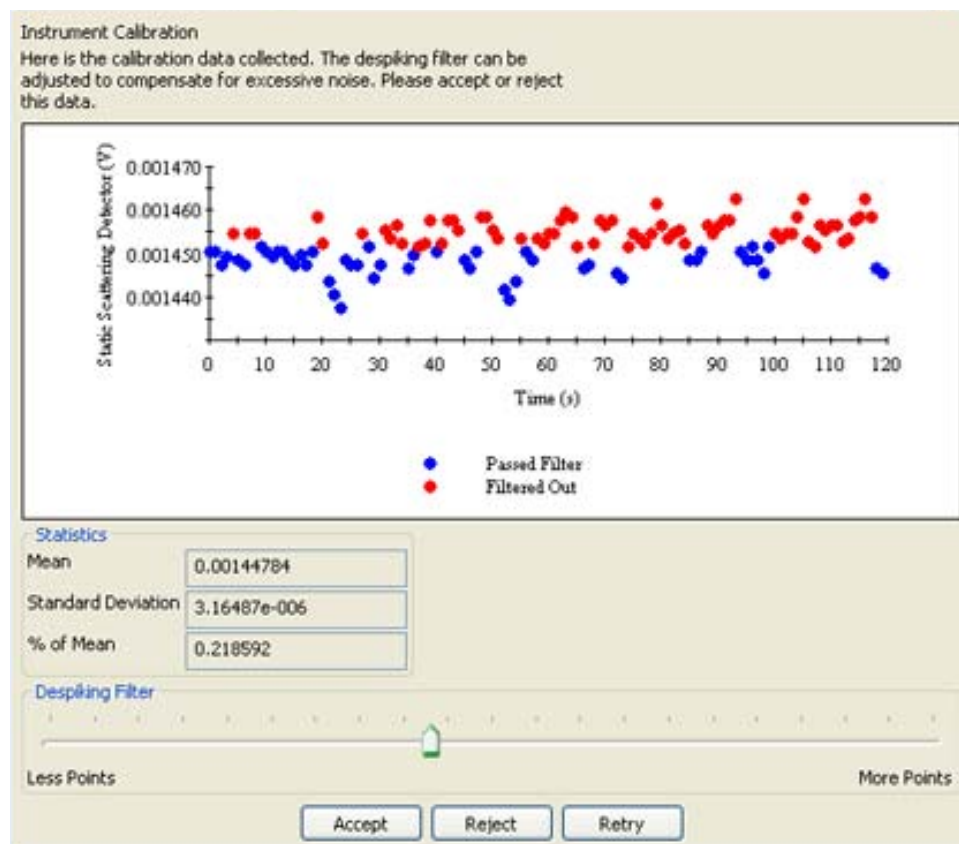 Instrument Calibration
Here is the calibration data collected. The despiking filter can be
adjusted to compensate for excessive noise. Please accept or reject
this data.
Static Scattering Detector (V)
0.001470
0.001460
0.001450
0.001440
0 10 20 30 40 50 60 70 80 90 100 110 120
Time (s)
Passed Filter
Filtered Out
Statistics
Mean 0.00144784
Standard Deviation 3.16487e-006
% of Mean 0.218592
Despiking Filter
Less Points More Points
Accept Reject Retry